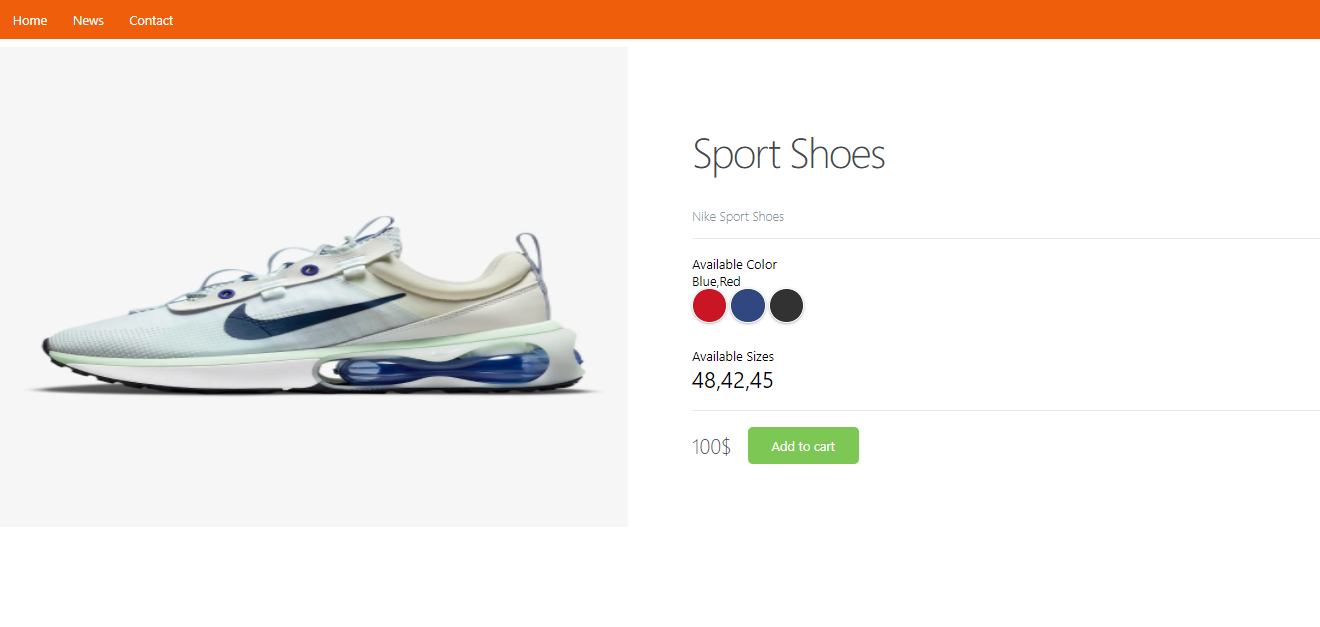 Home News Contact
Sport Shoes
Nike Sport Shoes
Available Color
Blue,Red
Available Sizes
48,42,45
100$ Add to cart